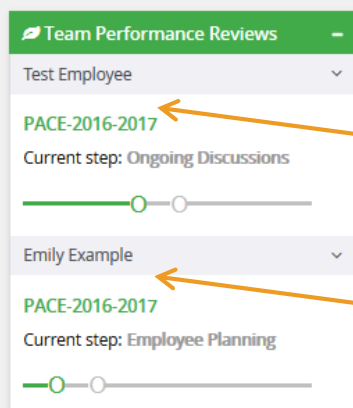 Team Performance Reviews
Test Employee
PACE-2016-2017
Current step: Ongoing Discussions
Emily Example
PACE-2016-2017
Current step: Employee Planning